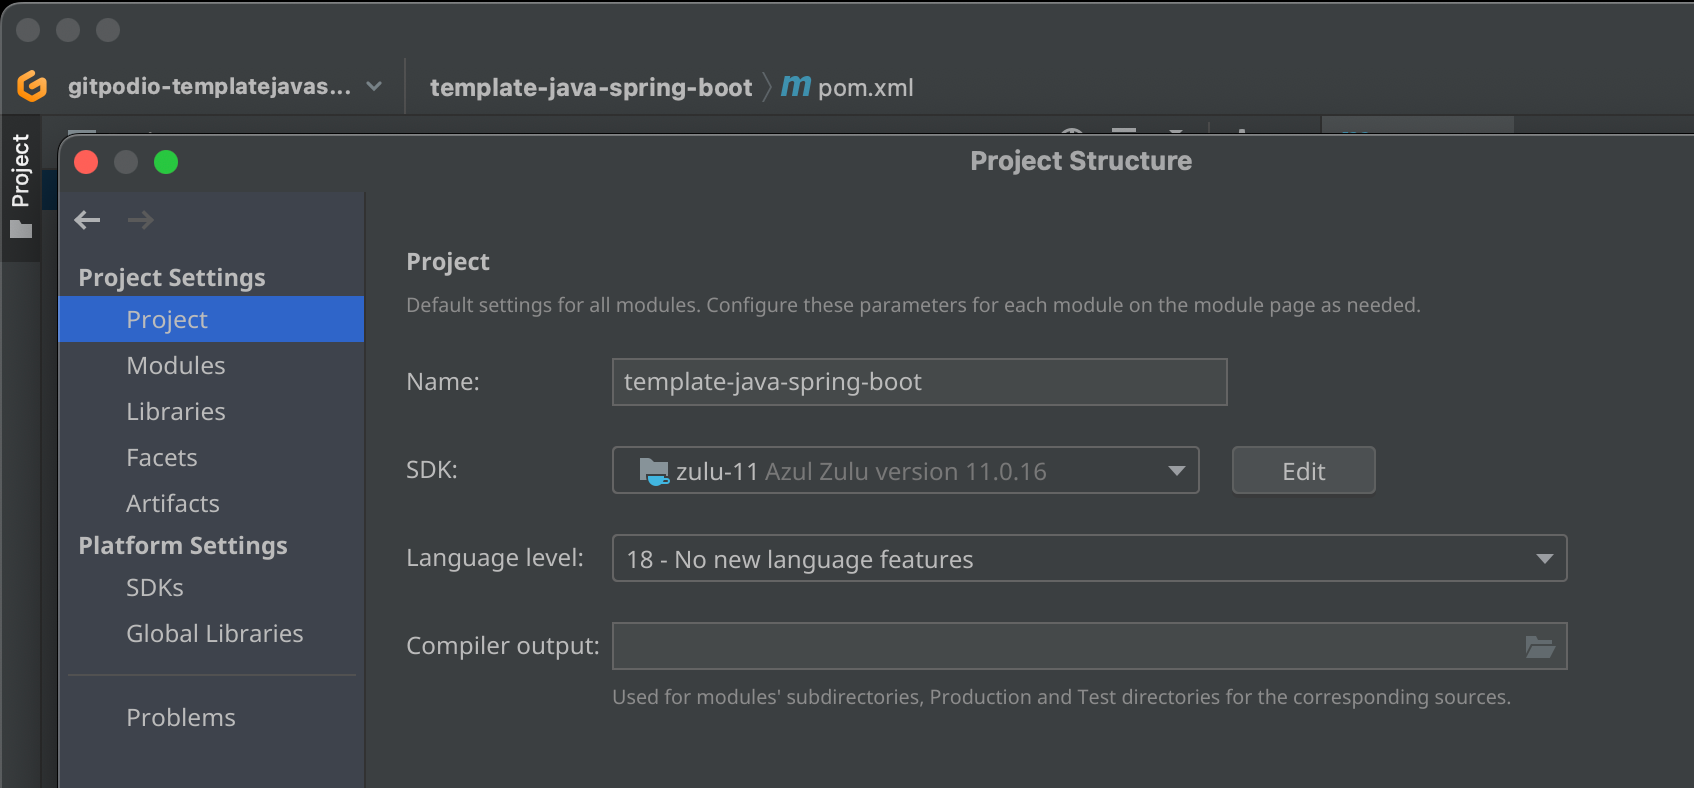 gitpodio-templatejavas...
template-java-spring-boot
m pom.xml
Project
Project Structure
Project Settings
Project
Modules
Libraries
Facets
Artifacts
Platform Settings
SDKs
Global Libraries
Problems
Project
Default settings for all modules. Configure these parameters for each module on the module page as needed.
Name: template-java-spring-boot
SDK: zulu-11 Azul Zulu version 11.0.16 Edit
Language level: 18 - No new language features
Compiler output:
Used for modules' subdirectories, Production and Test directories for the corresponding sources.